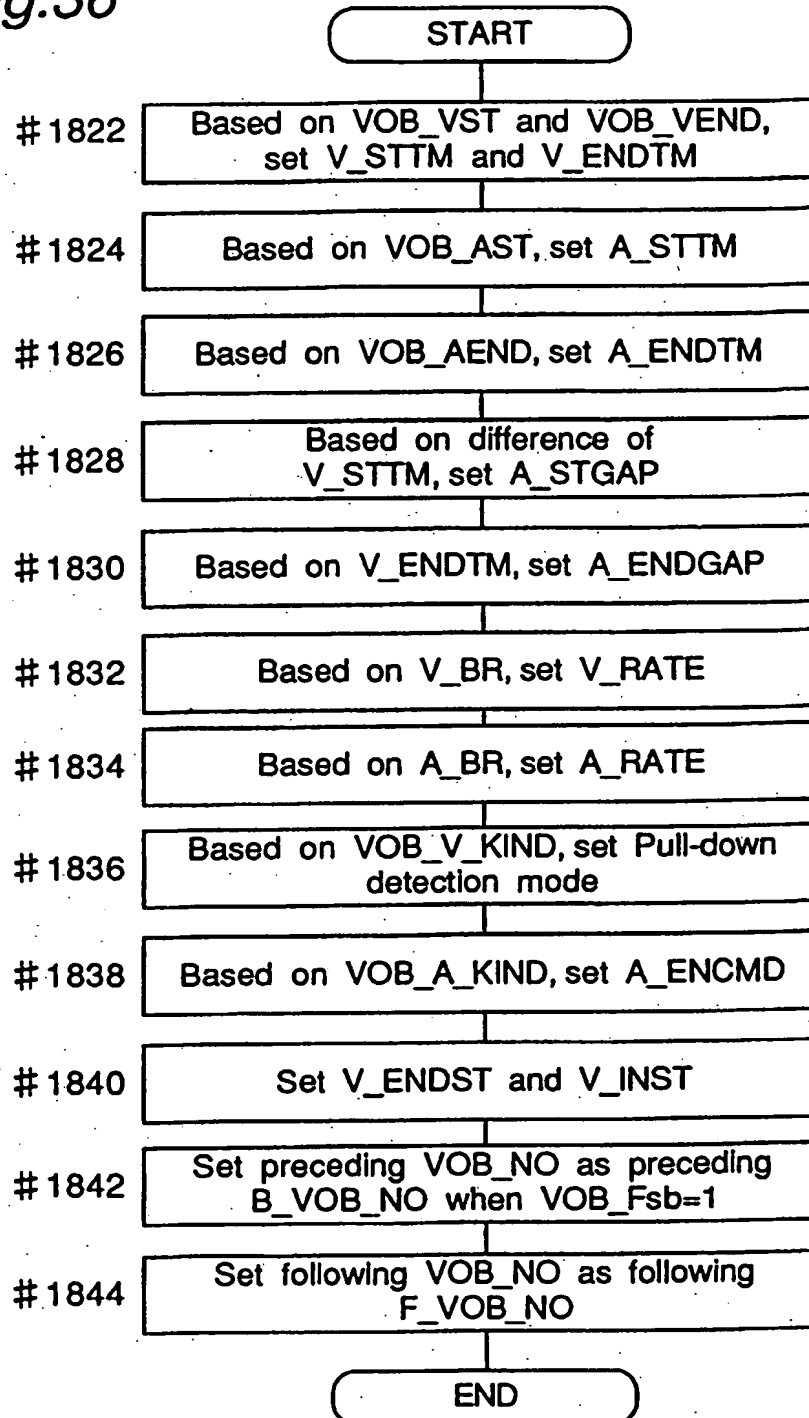 g.36
START
#1822
Based on VOB_VST and VOB_VEND,
set V_STTM and V_ENDTM
#1824
Based on VOB_AST, set A_STTM
#1826
Based on VOB_AEND, set A_ENDTM
#1828
Based on difference of
V_STTM, set A_STGAP
#1830
Based on V_ENDTM, set A_ENDGAP
#1832
Based on V_BR, set V_RATE
#1834
Based on A_BR, set A_RATE
#1836
Based on VOB_V_KIND, set Pull-down
detection mode
#1838
Based on VOB_A_KIND, set A_ENCMD
#1840
Set V_ENDST and V_INST
#1842
Set preceding VOB_NO as preceding
B_VOB_NO when VOB_Fsb=1
#1844
Set following VOB_NO as following
F_VOB_NO
END